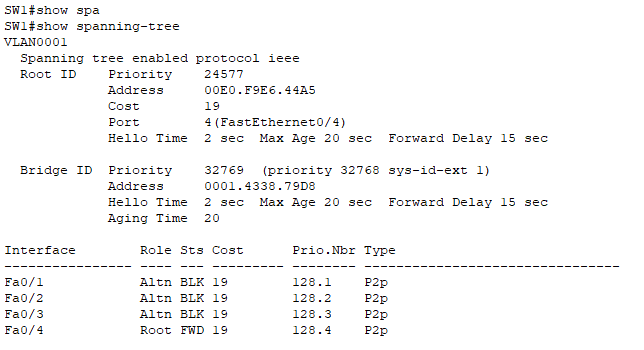 SW1#show spa
SW1#show spanning-tree
VLAN0001
  Spanning tree enabled protocol ieee
  Root ID    Priority    24577
             Address     00E0.F9E6.44A5
             Cost        19
             Port        4(FastEthernet0/4)
             Hello Time  2 sec  Max Age 20 sec  Forward Delay 15 sec

  Bridge ID  Priority    32769  (priority 32768 sys-id-ext 1)
             Address     0001.4338.79D8
             Hello Time  2 sec  Max Age 20 sec  Forward Delay 15 sec
             Aging Time  20

Interface        Role Sts Cost      Prio.Nbr Type
---------------- ---- --- --------- -------- --------------------------------
Fa0/1            Altn BLK 19        128.1    P2p
Fa0/2            Altn BLK 19        128.2    P2p
Fa0/3            Altn BLK 19        128.3    P2p
Fa0/4            Root FWD 19        128.4    P2p